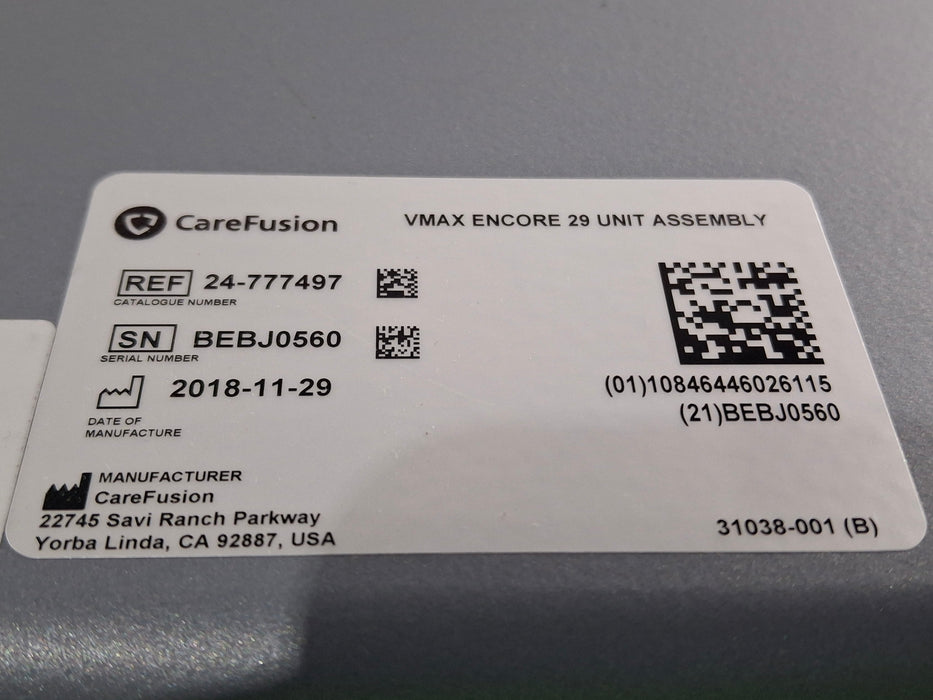 CareFusion
VMAX ENCORE 29 UNIT ASSEMBLY
REF 24-777497
CATALOGUE NUMBER
SN BEBJ0560
SERIAL NUMBER
2018-11-29
DATE OF
MANUFACTURE
(01)10846446026115
(21)BEBJ0560
MANUFACTURER
CareFusion
22745 Savi Ranch Parkway
Yorba Linda, CA 92887, USA
31038-001 (B)